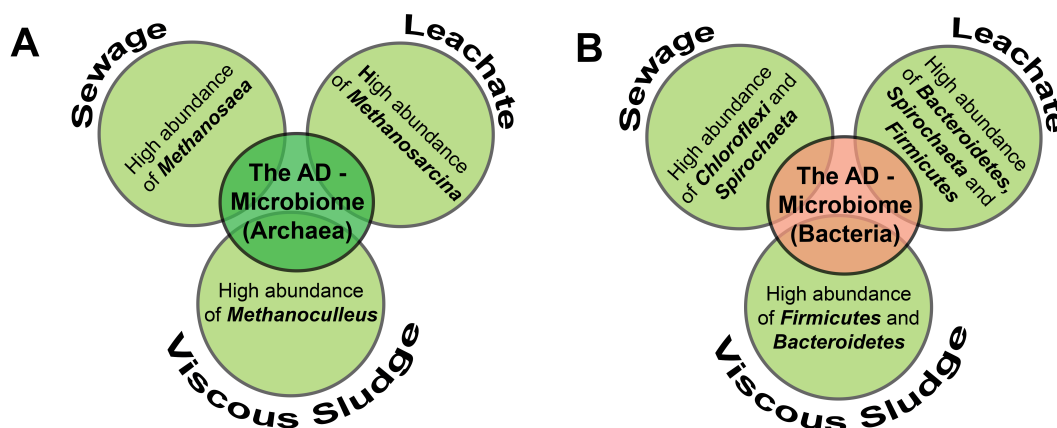 A
Sewage
High abundance
of Methanosaea
Leachate
High abundance
of Methanosarcina
The AD -
Microbiome
(Archaea)
High abundance
of Methanoculleus
Viscous Sludge
B
Sewage
High abundance
of Chloroflexi and
Spirochaeta
Leachate
High abundance
of Bacteroidetes,
Spirochaeta and
Firmicutes
The AD -
Microbiome
(Bacteria)
High abundance
of Firmicutes and
Bacteroidetes
Viscous Sludge